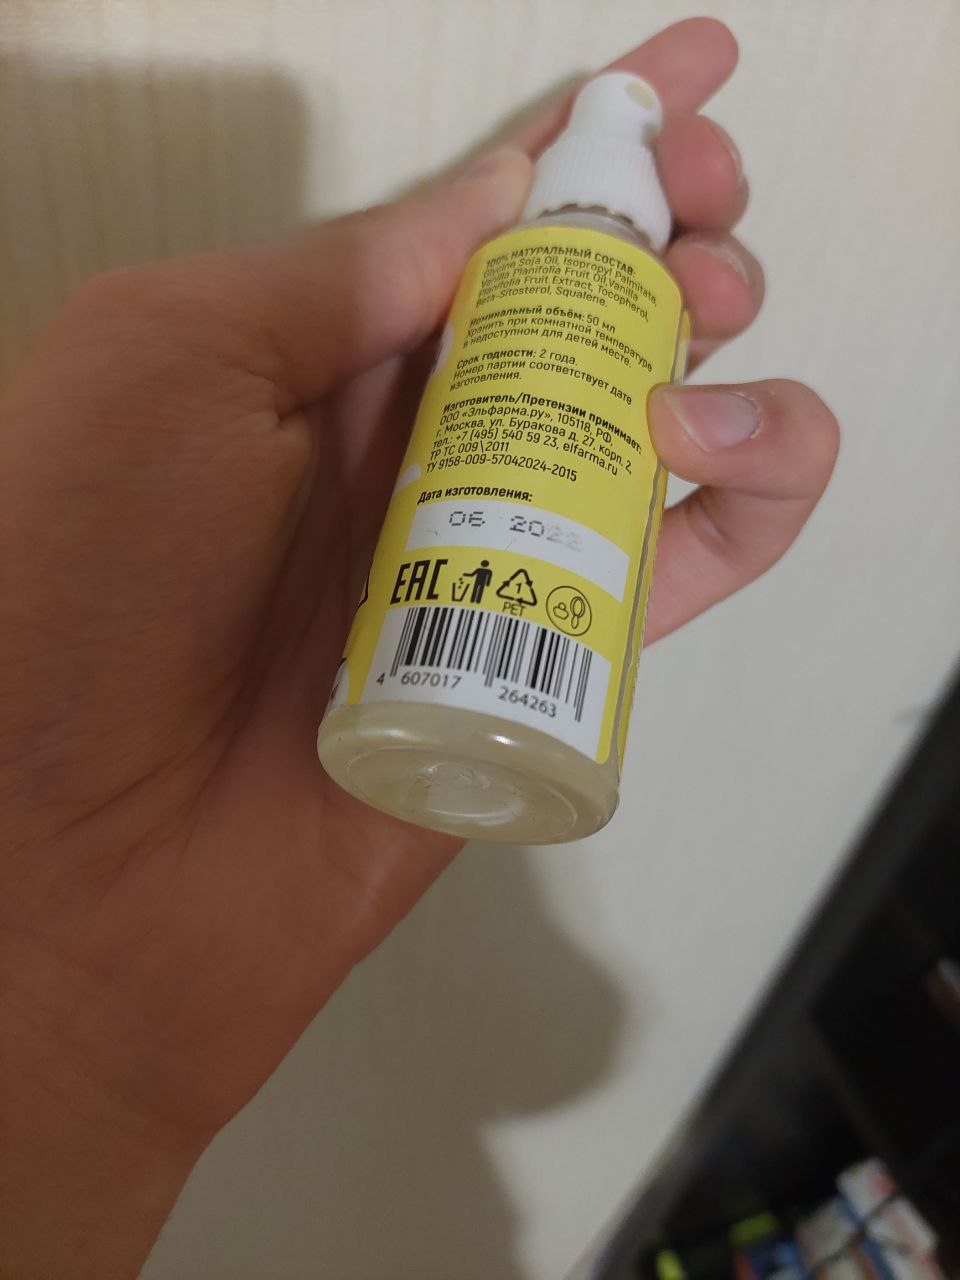 100% НАТУРАЛЬНЫЙ СОСТАВ:
Glycine Soja Oil, Isopropyl Palmitate,
Vanilla Planifolia Fruit Oil,Vanilla
Planifolia Fruit Extract, Tocopherol,
Beta-Sitosterol, Squalene.
Номинальный объём: 50 мл
Хранить при комнатной температуре
в недоступном для детей месте.
Срок годности: 2 года.
Номер партии соответствует дате
изготовления.
Изготовитель/Претензии принимает:
ООО «Эльфарма.ру», 105118, РФ,
г. Москва, ул. Буракова д. 27, корп. 2,
тел.: +7 (495) 540 59 23, elfarma.ru
ТР ТС 009\2011
ТУ 9158-009-57042024-2015
Дата изготовления:
06 2022
EAC
1
PET
4 607017 264263